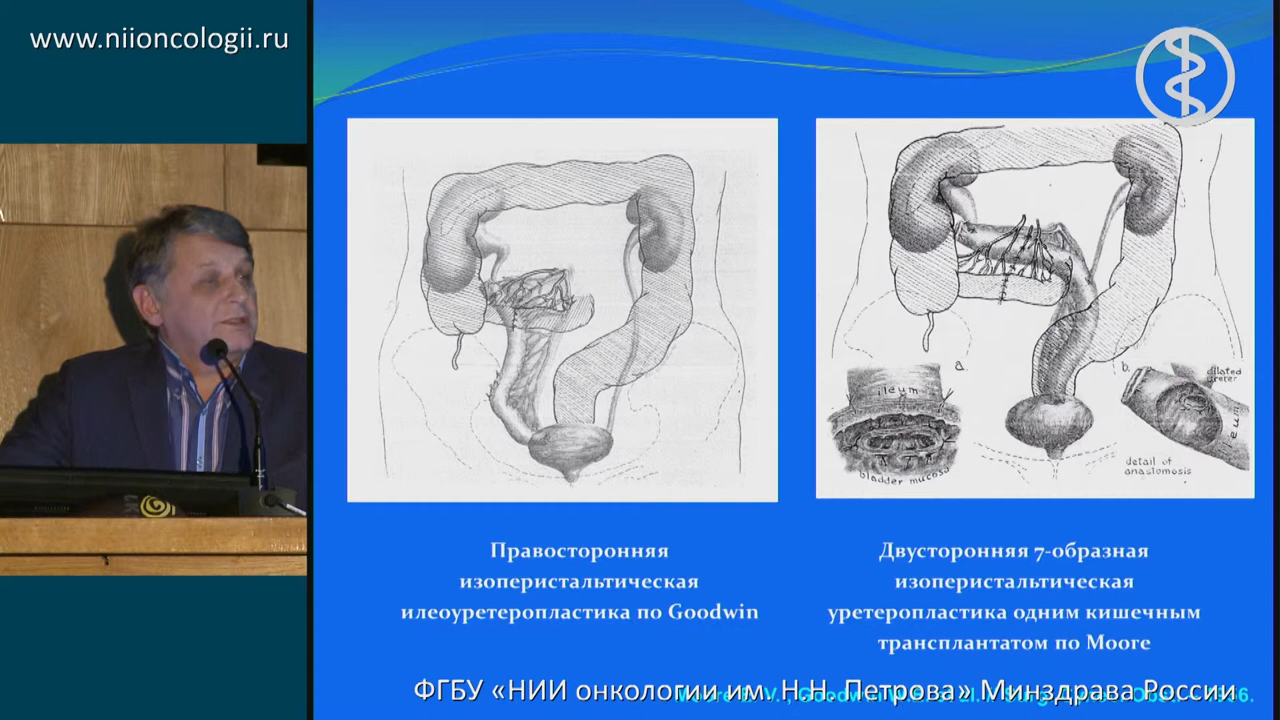 www.niioncologii.ru
a.
b.
ileum
bladder mucosa
dilated
ureter
ileum
detail of
anastomosis
Правосторонняя
изоперистальтическая
илеоуретеропластика по Goodwin
Двусторонняя 7-образная
изоперистальтическая
уретеропластика одним кишечным
трансплантатом по Moore
ФГБУ «НИИ онкологии им. Н.Н. Петрова» Минздрава России